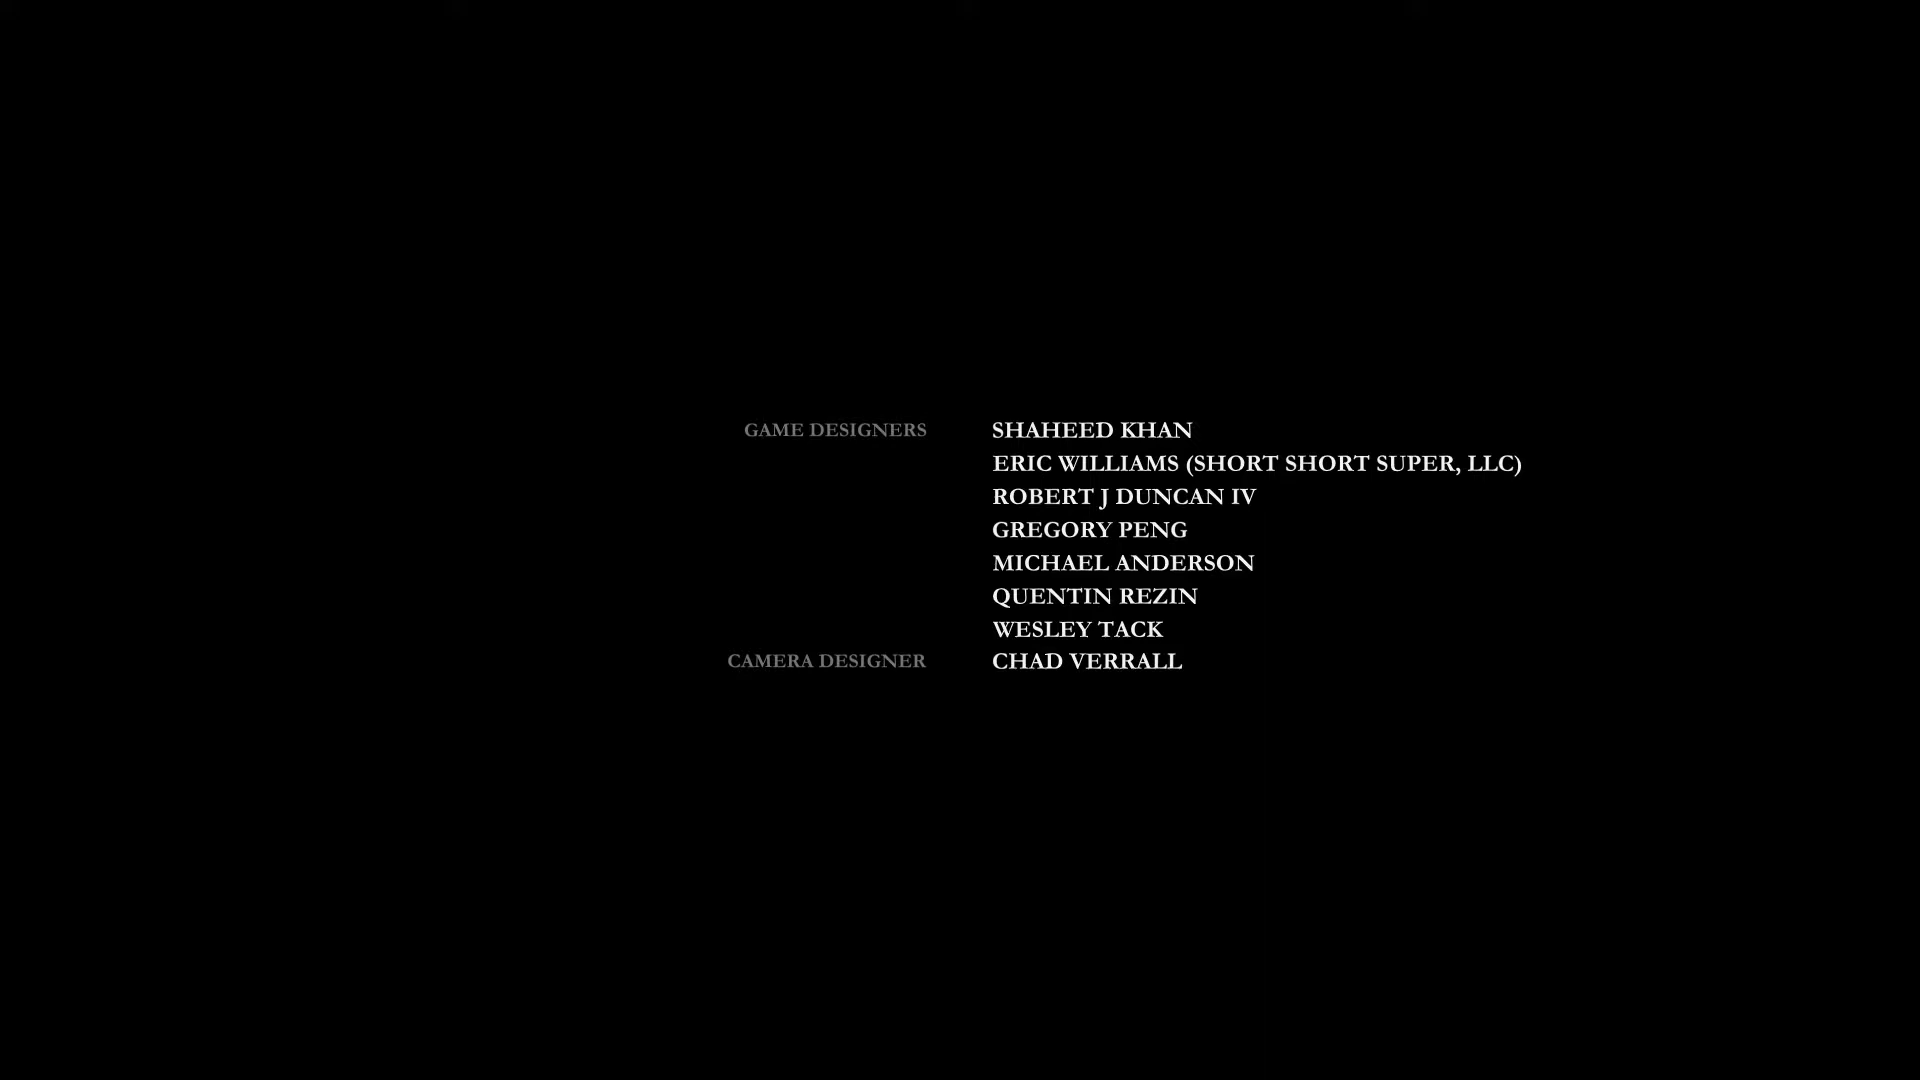 GAME DESIGNERS SHAHEED KHAN
ERIC WILLIAMS (SHORT SHORT SUPER, LLC)
ROBERT J DUNCAN IV
GREGORY PENG
MICHAEL ANDERSON
QUENTIN REZIN
WESLEY TACK
CAMERA DESIGNER CHAD VERRALL